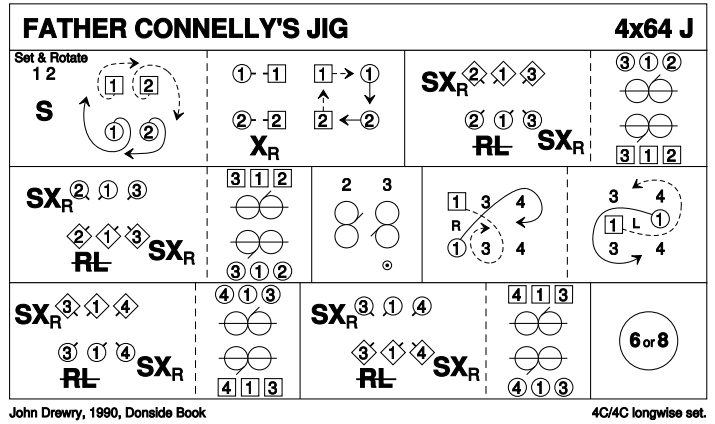 FATHER CONNELLY'S JIG 4x64 J
Set & Rotate
1 2
S
1 2
1 2
1 1 1 1
2 2 2 2
XR
SXR 2 1 3
2 1 3
RL SXR
3 1 2
3 1 2
SXR 2 1 3
2 1 3
RL SXR
3 1 2
3 1 2
2 3
1 3 4
R
1 3 4
3 4
1 L 1
3 4
SXR 3 1 4
3 1 4
RL SXR
4 1 3
4 1 3
SXR 3 1 4
3 1 4
RL SXR
4 1 3
4 1 3
6 or 8
John Drewry, 1990, Donside Book 4C/4C longwise set.